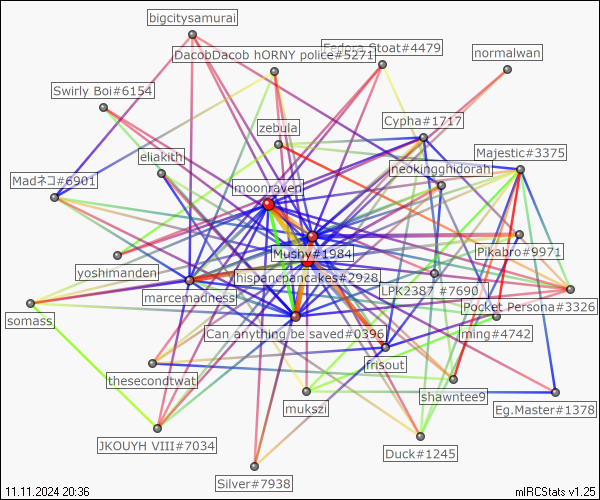 bigcitysamurai
Fedora Stoat#4479
DacobDacob hORNY police#5271
normalwan
Swirly Boi#6154
Cypha#1717
zebula
Majestic#3375
eliakith
neokingghidorah
Madネコ#6901
moonraven
Mushy#1984
Pikabro#9971
yoshimanden
hispancpancakes#2928
LPK2387 #7690
marcemadness
Pocket Persona#3326
somass
Can anything be saved#0396
ming#4742
frisout
thesecondtwat
shawntee9
mukszi
Eg.Master#1378
JKOUYH VIII#7034
Duck#1245
Silver#7938
11.11.2024 20:36
mIRCStats v1.25